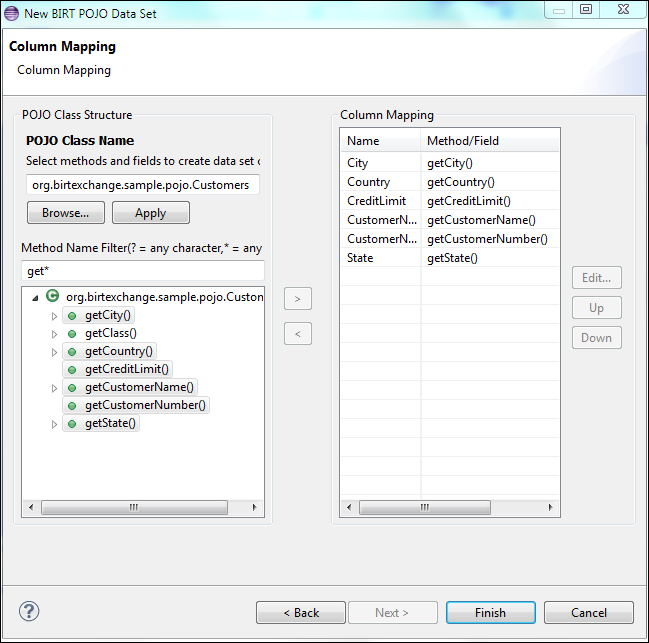 New BIRT POJO Data Set
Column Mapping
Column Mapping
POJO Class Structure
POJO Class Name
Select methods and fields to create data set c
org.birtexchange.sample.pojo.Customers
Browse...
Apply
Method Name Filter(? = any character,* = any
get*
org.birtexchange.sample.pojo.Custom
getCity()
getClass()
getCountry()
getCreditLimit()
getCustomerName()
getCustomerNumber()
getState()
>
<
Column Mapping
Name Method/Field
City getCity()
Country getCountry()
CreditLimit getCreditLimit()
CustomerN... getCustomerName()
CustomerN... getCustomerNumber()
State getState()
Edit...
Up
Down
?
< Back
Next >
Finish
Cancel